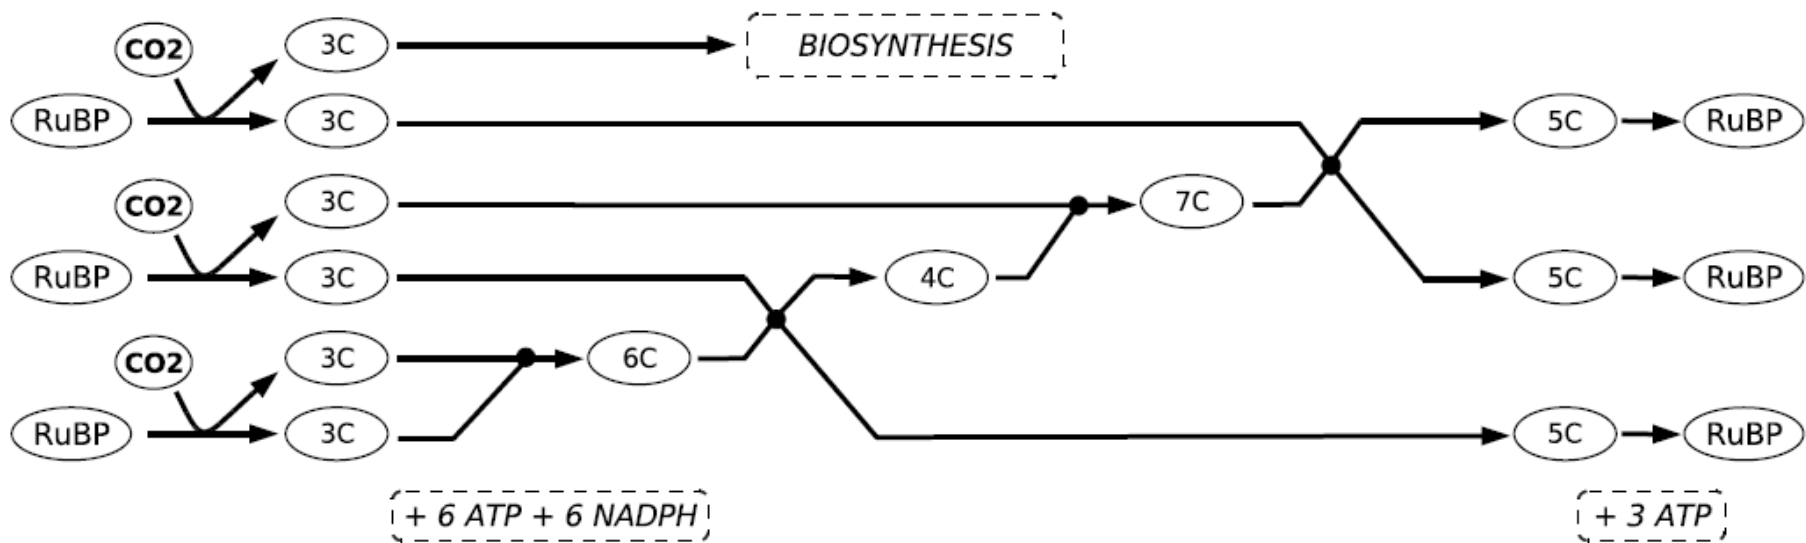 CO2
3C
BIOSYNTHESIS
RuBP
3C
5C
RuBP
CO2
3C
7C
RuBP
3C
4C
5C
RuBP
CO2
3C
6C
RuBP
3C
5C
RuBP
+ 6 ATP + 6 NADPH
+ 3 ATP